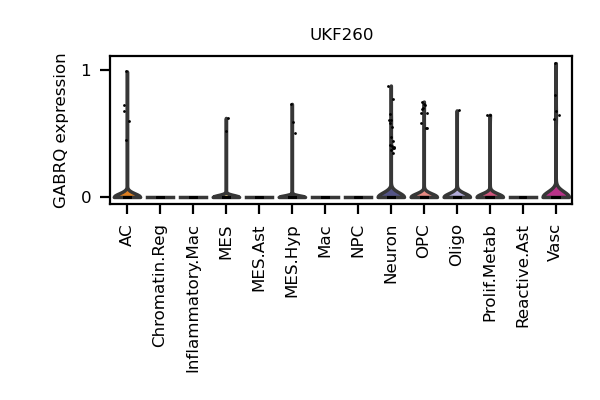 UKF260
GABRQ expression
1
0
AC
Chromatin.Reg
Inflammatory.Mac
MES
MES.Ast
MES.Hyp
Mac
NPC
Neuron
OPC
Oligo
Prolif.Metab
Reactive.Ast
Vasc